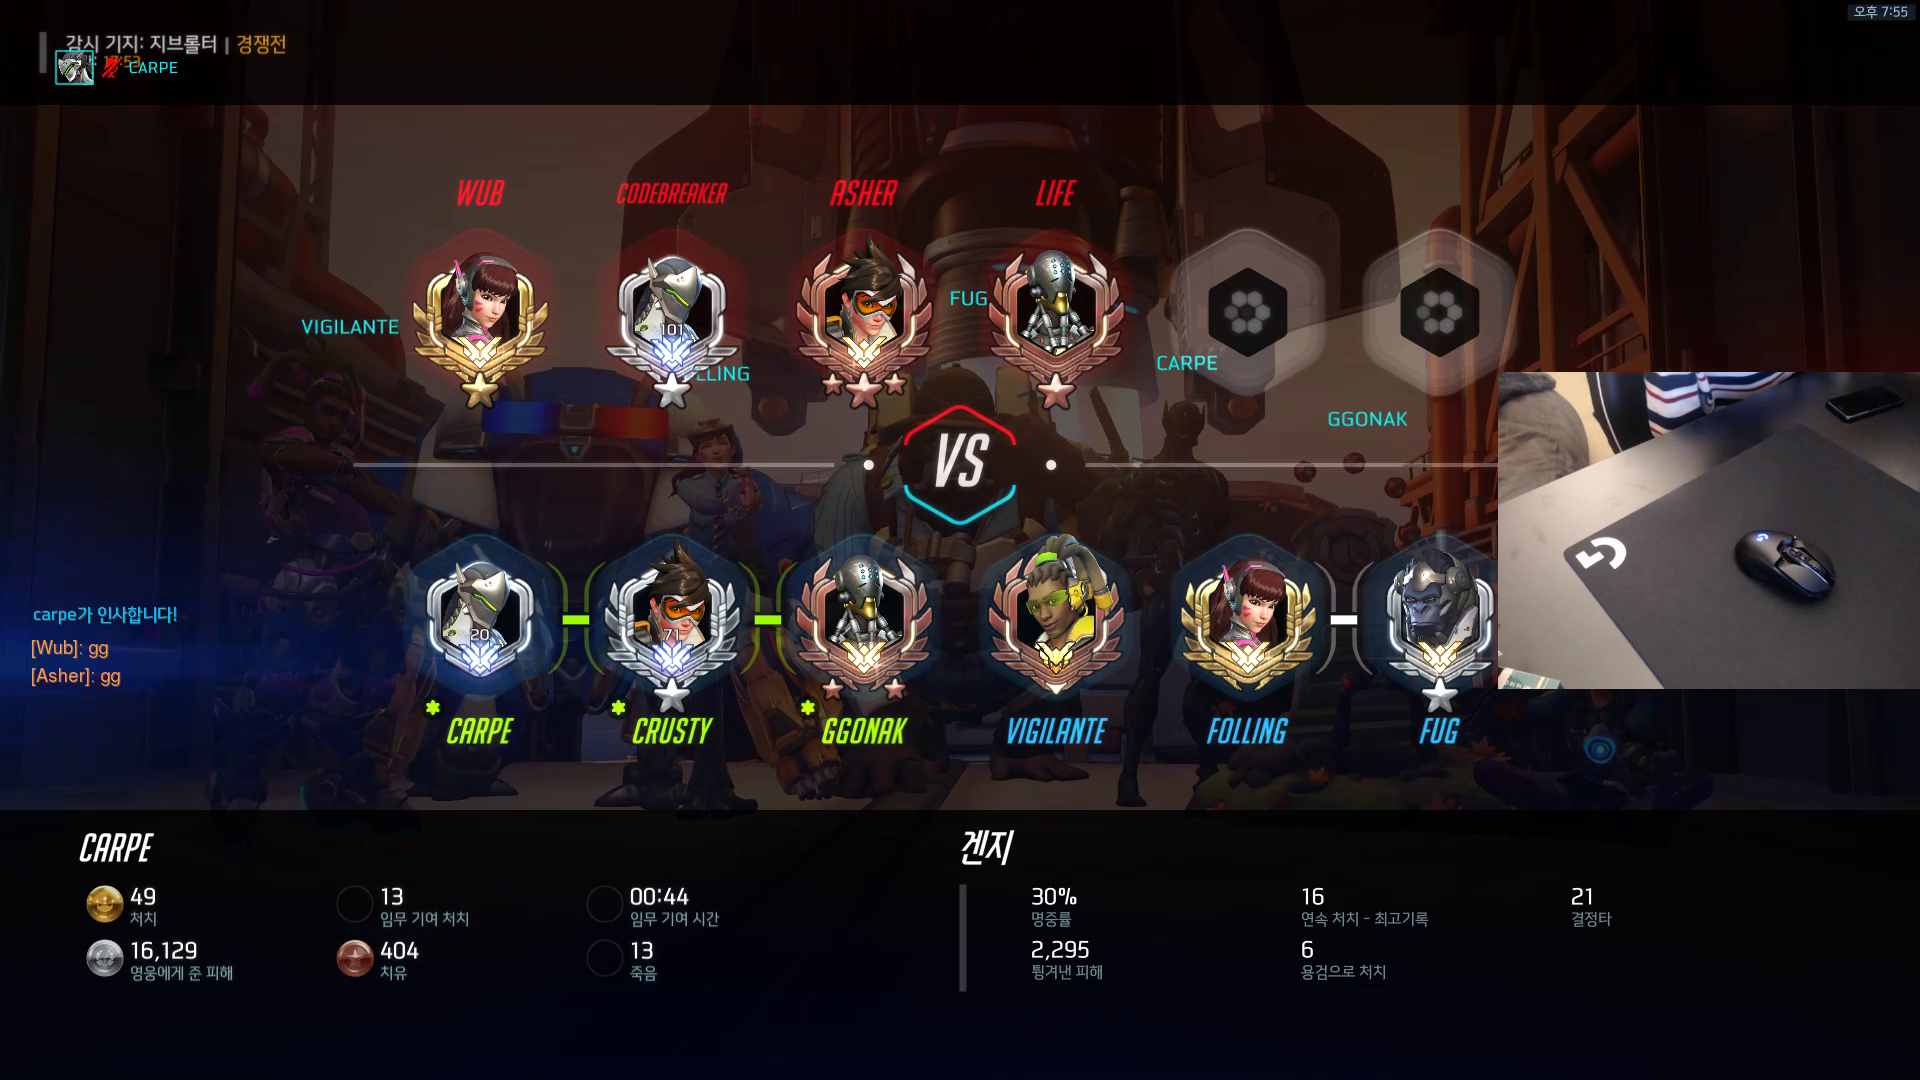 오후 7:55
감시 기지: 지브롤터 | 경쟁전
CARPE
WUB
CODEBREAKER
ASHER
LIFE
VIGILANTE
FUG
101
LLING
CARPE
GGONAK
VS
carpe가 인사합니다!
[Wub]: gg
[Asher]: gg
20
71
CARPE
CRUSTY
GGONAK
VIGILANTE
FOLLING
FUG
CARPE
49
처치
13
임무 기여 처치
00:44
임무 기여 시간
16,129
영웅에게 준 피해
404
치유
13
죽음
겐지
30%
명중률
16
연속 처치 - 최고기록
21
결정타
2,295
튕겨낸 피해
6
용검으로 처치